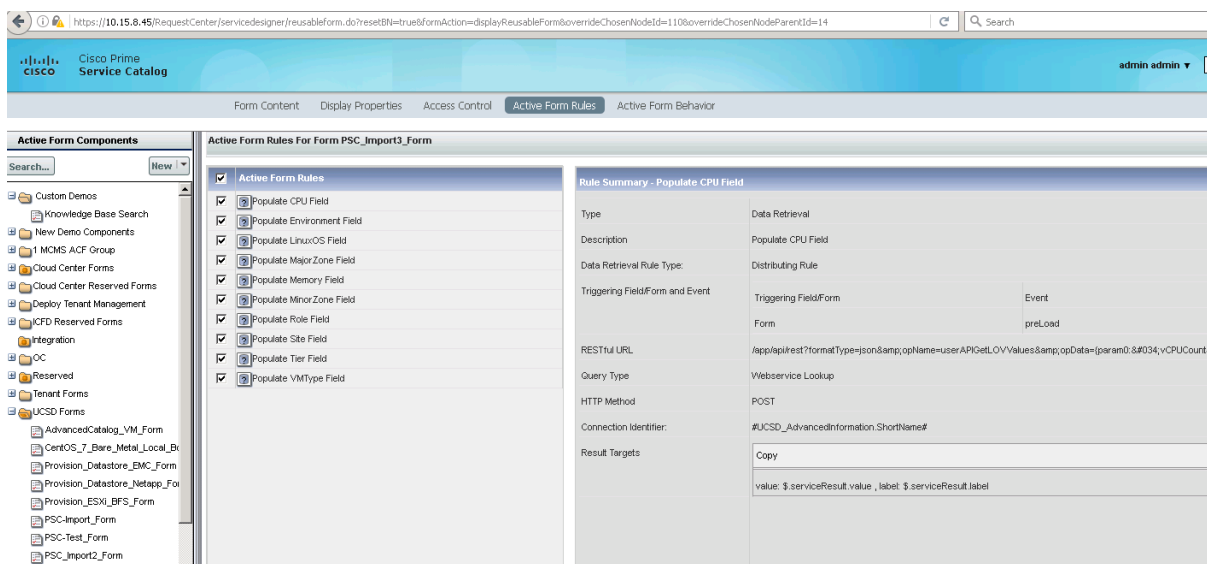 https://10.15.8.45/RequestCenter/servicedesigner/reusableform.do?resetBN=true&formAction=displayReusableForm&overrideChosenNodeId=110&overrideChosenNodeParentId=14
Search
cisco
Cisco Prime
Service Catalog
admin admin
Form Content Display Properties Access Control Active Form Rules Active Form Behavior
Active Form Components
Search...
New
Custom Demos
Knowledge Base Search
New Demo Components
1 MCMS ACF Group
Cloud Center Forms
Cloud Center Reserved Forms
Deploy Tenant Management
ICFD Reserved Forms
Integration
OC
Reserved
Tenant Forms
UCSD Forms
AdvancedCatalog_VM_Form
CentOS_7_Bare_Metal_Local_Bo
Provision_Datastore_EMC_Form
Provision_Datastore_Netapp_For
Provision_ESXi_BFS_Form
PSC-Import_Form
PSC-Test_Form
PSC_Import2_Form
Active Form Rules For Form PSC_Import3_Form
Active Form Rules
Populate CPU Field
Populate Environment Field
Populate LinuxOS Field
Populate MajorZone Field
Populate Memory Field
Populate MinorZone Field
Populate Role Field
Populate Site Field
Populate Tier Field
Populate VMType Field
Rule Summary - Populate CPU Field
Type Data Retrieval
Description Populate CPU Field
Data Retrieval Rule Type: Distributing Rule
Triggering Field/Form and Event
Triggering Field/Form Event
Form preLoad
RESTful URL /app/api/rest?formatType=json&amp;opName=userAPIGetLOVValues&amp;opData={param0:&#034;vCPUCount
Query Type Webservice Lookup
HTTP Method POST
Connection Identifier: #UCSD_AdvancedInformation.ShortName#
Result Targets Copy
value: $.serviceResult.value , label: $.serviceResult.label